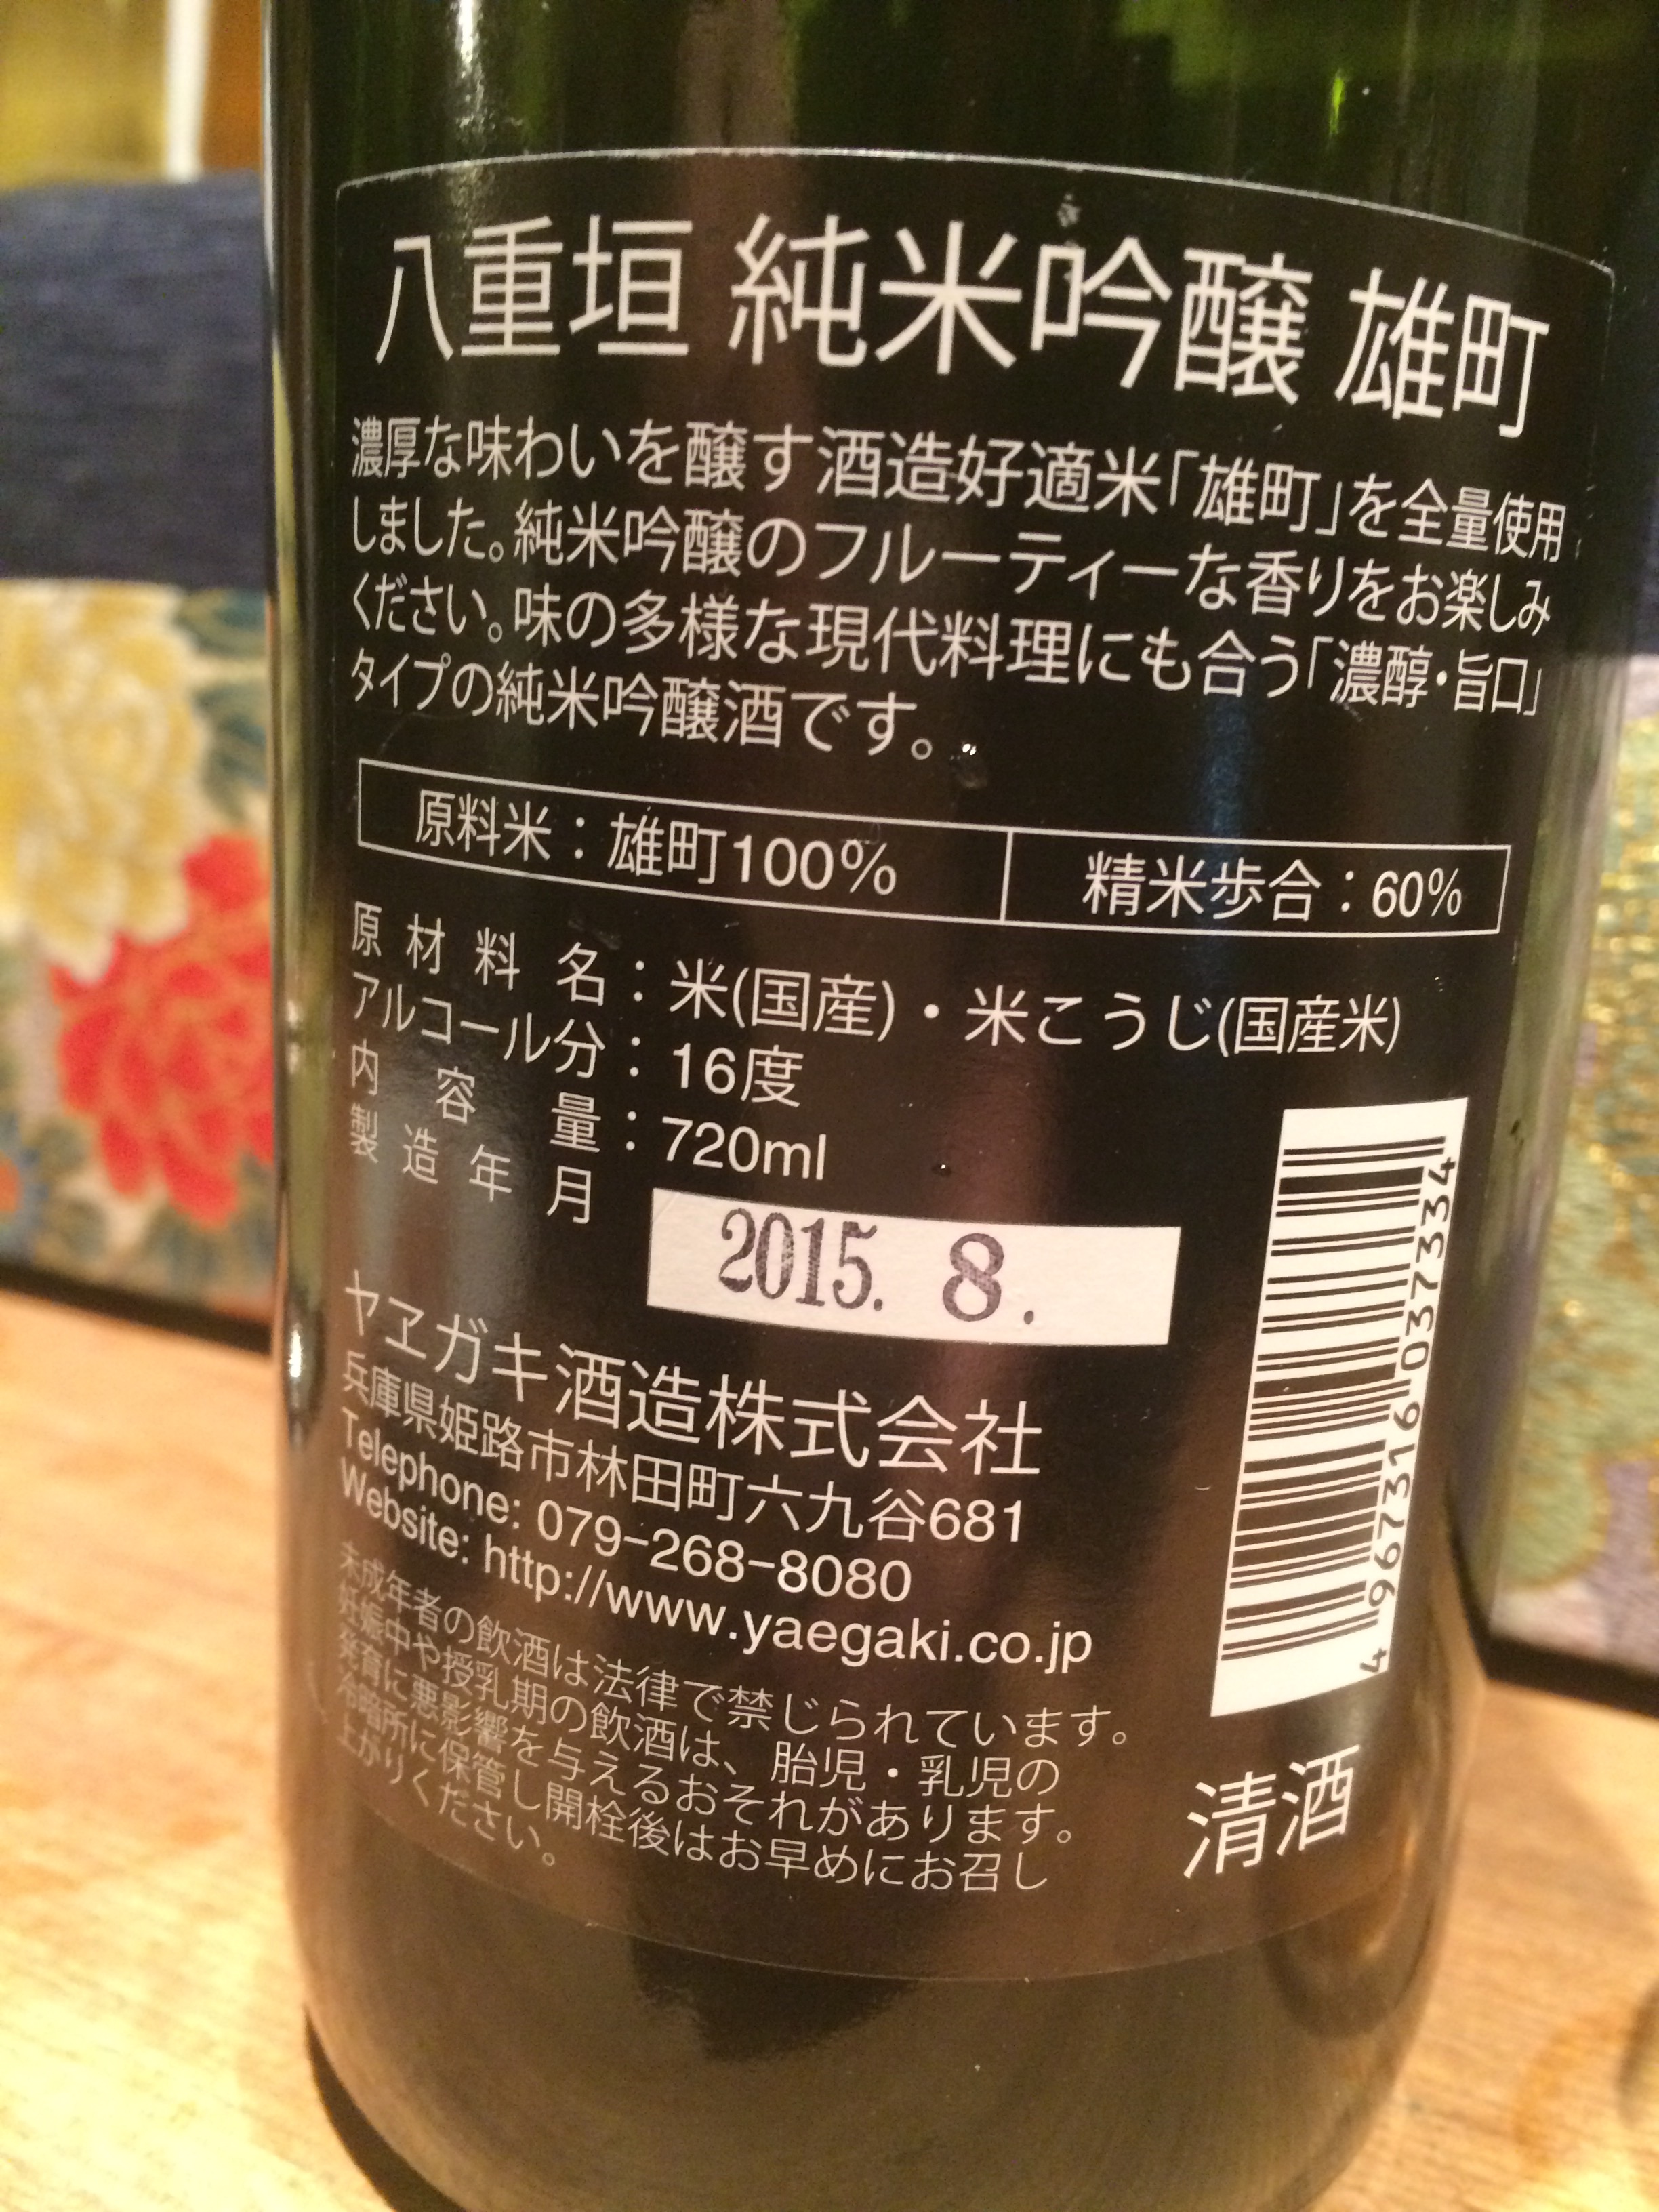 八重垣 純米吟醸 雄町
濃厚な味わいを醸す酒造好適米「雄町」を全量使用
しました。純米吟醸のフルーティーな香りをお楽しみ
ください。味の多様な現代料理にも合う「濃醇・旨口」
タイプの純米吟醸酒です。
原料米：雄町100% 精米歩合：60%
原材料名：米(国産)・米こうじ(国産米)
アルコール分：16度
内容量：720ml
製造年月 2015. 8.
ヤヱガキ酒造株式会社
兵庫県姫路市林田町六九谷681
Telephone: 079-268-8080
Website: http://www.yaegaki.co.jp
未成年者の飲酒は法律で禁じられています。
妊娠中や授乳期の飲酒は、胎児・乳児の
発育に悪影響を与えるおそれがあります。
冷暗所に保管し開栓後はお早めにお召し
上がりください。
4 967316 037334
清酒